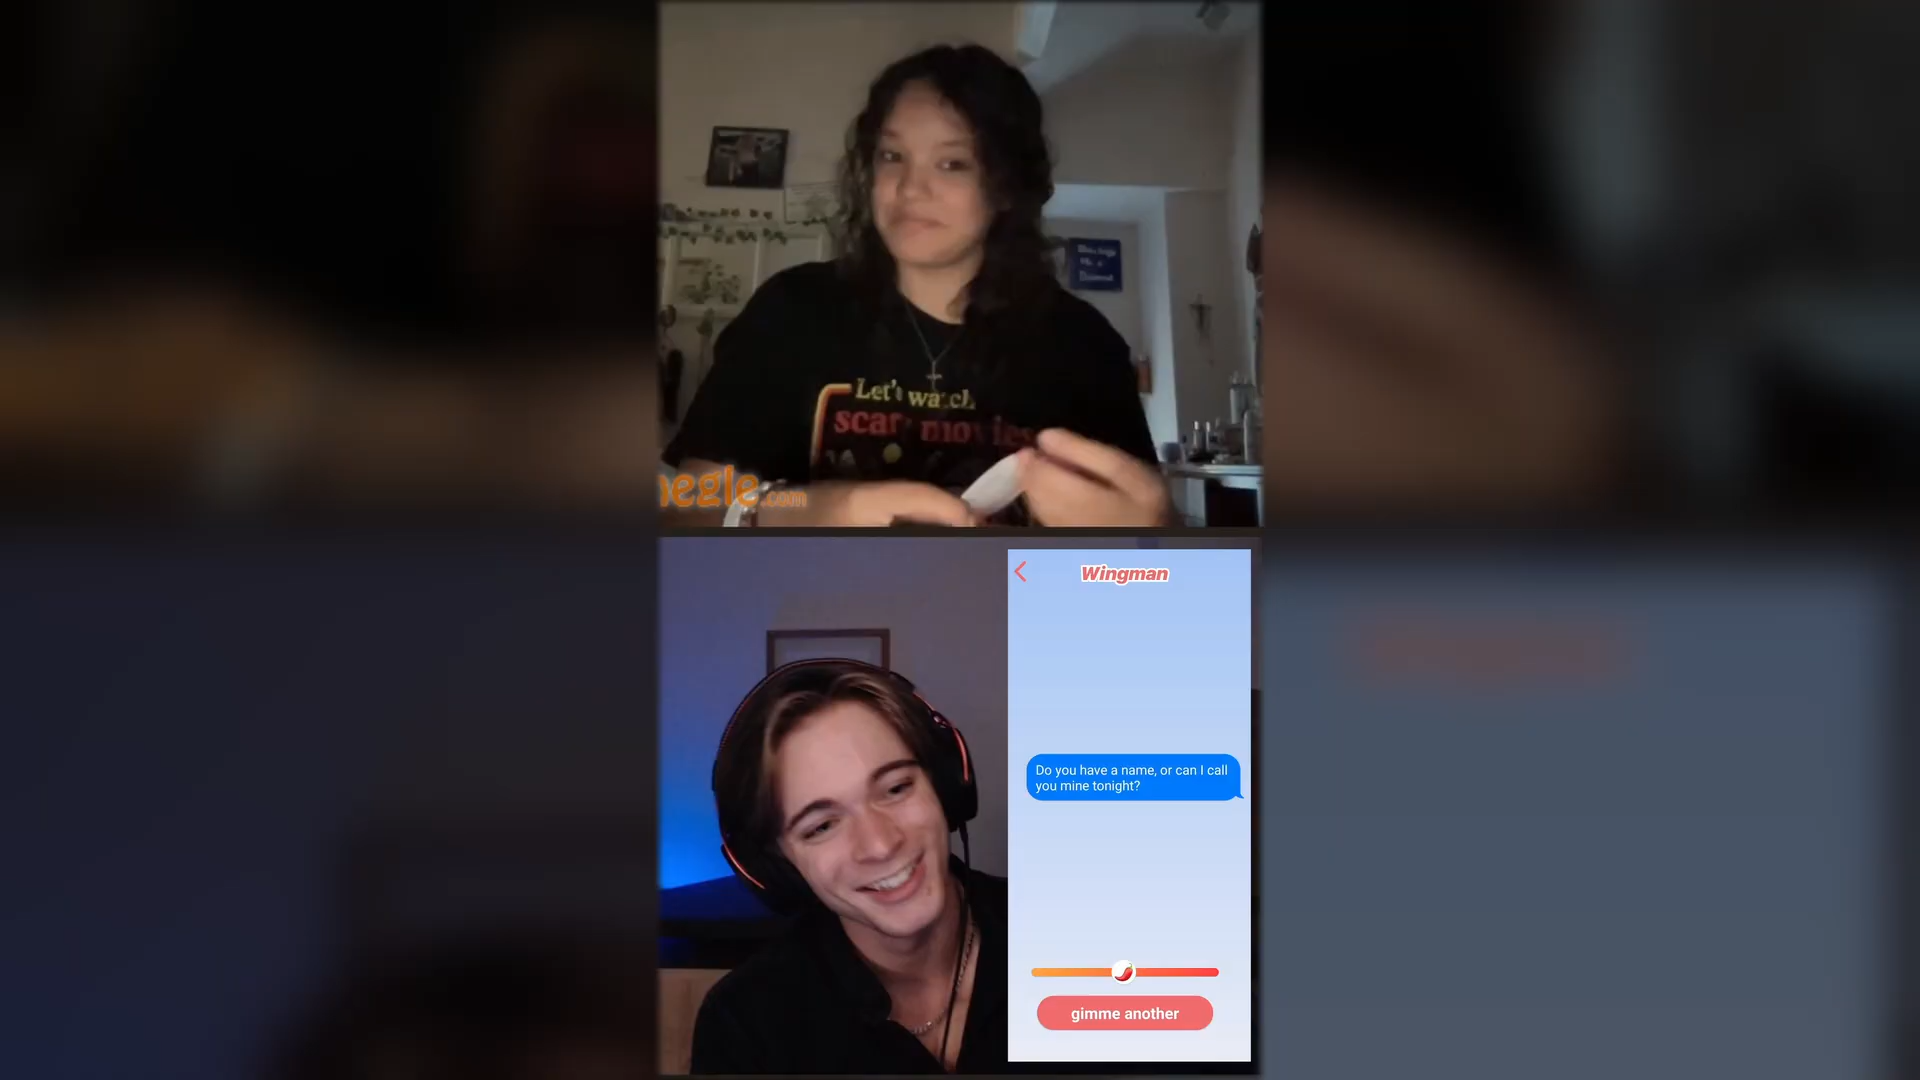 Let's watch
scary movies
egle.com
Wingman
Do you have a name, or can I call
you mine tonight?
gimme another